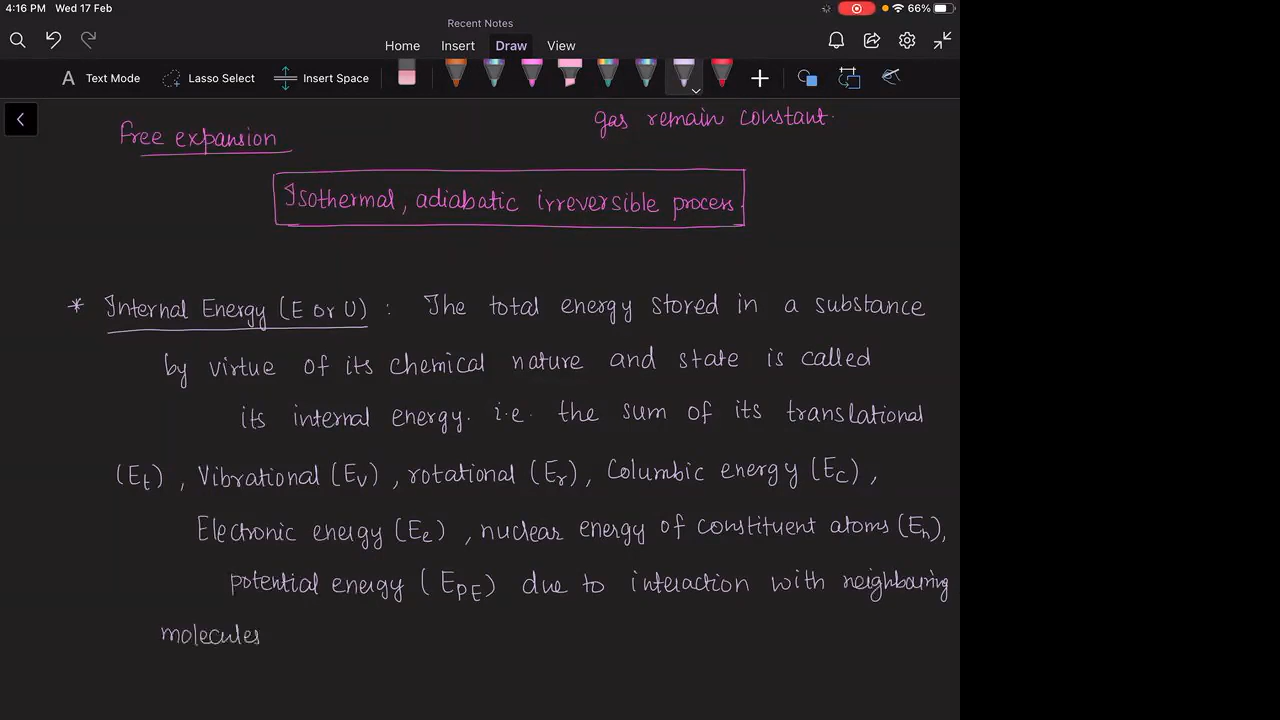 4:16 PM Wed 17 Feb
66%
Recent Notes
Home Insert Draw View
Text Mode Lasso Select Insert Space
gas remain constant.
Free expansion
Isothermal, adiabatic irreversible process.
* Internal Energy (E or U) : The total energy stored in a substance
by virtue of its chemical nature and state is called
its internal energy. i.e. the sum of its translational
(Et), Vibrational (Ev), rotational (Er), Columbic energy (Ec),
Electronic energy (Ee), nuclear energy of constituent atoms (En),
potential energy (EPE) due to interaction with neighbouring
molecules